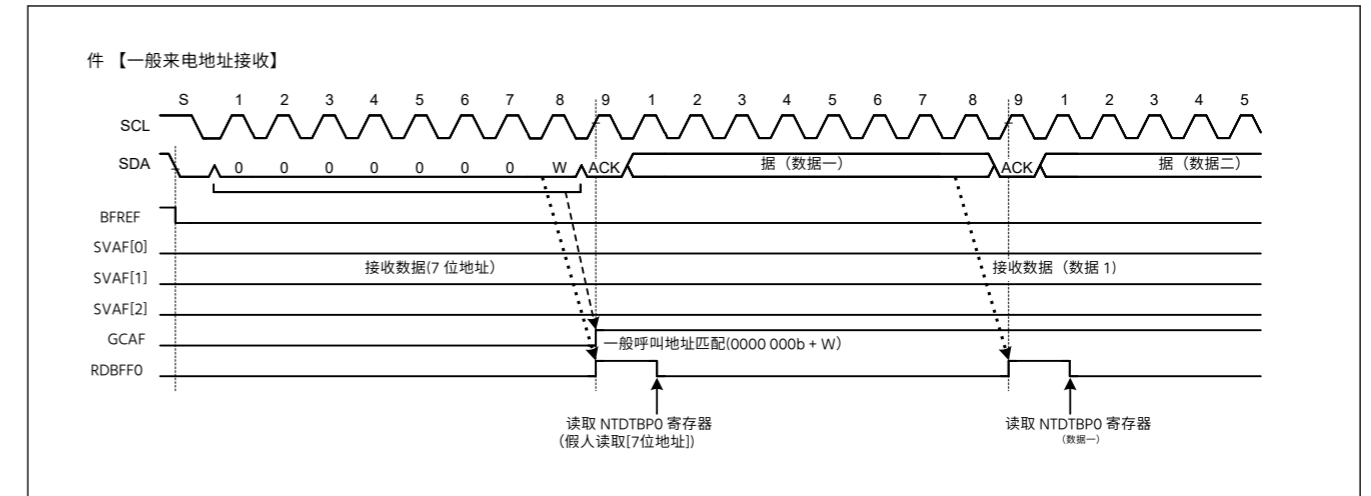 件 【一般来电地址接收】
S 1 2 3 4 5 6 7 8 9 1 2 3 4 5 6 7 8 9 1 2 3 4 5
SCL
SDA 0 0 0 0 0 0 0 W ACK 据（数据一） ACK 据（数据二）
BFREF
SVAF[0]
接收数据(7 位地址） 接收数据（数据 1)
SVAF[1]
SVAF[2]
GCAF
一般呼叫地址匹配(0000 000b + W）
RDBFF0
读取 NTDTBP0 寄存器 读取 NTDTBP0 寄存器
（假人读取[7位地址]） （数据一）